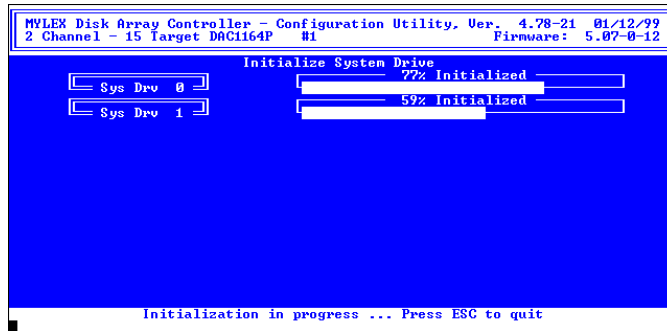 MYLEX Disk Array Controller - Configuration Utility, Ver. 4.78-21 01/12/99
2 Channel - 15 Target DAC1164P #1 Firmware: 5.07-0-12
Initialize System Drive
77% Initialized
Sys Drv 0
59% Initialized
Sys Drv 1
Initialization in progress ... Press ESC to quit